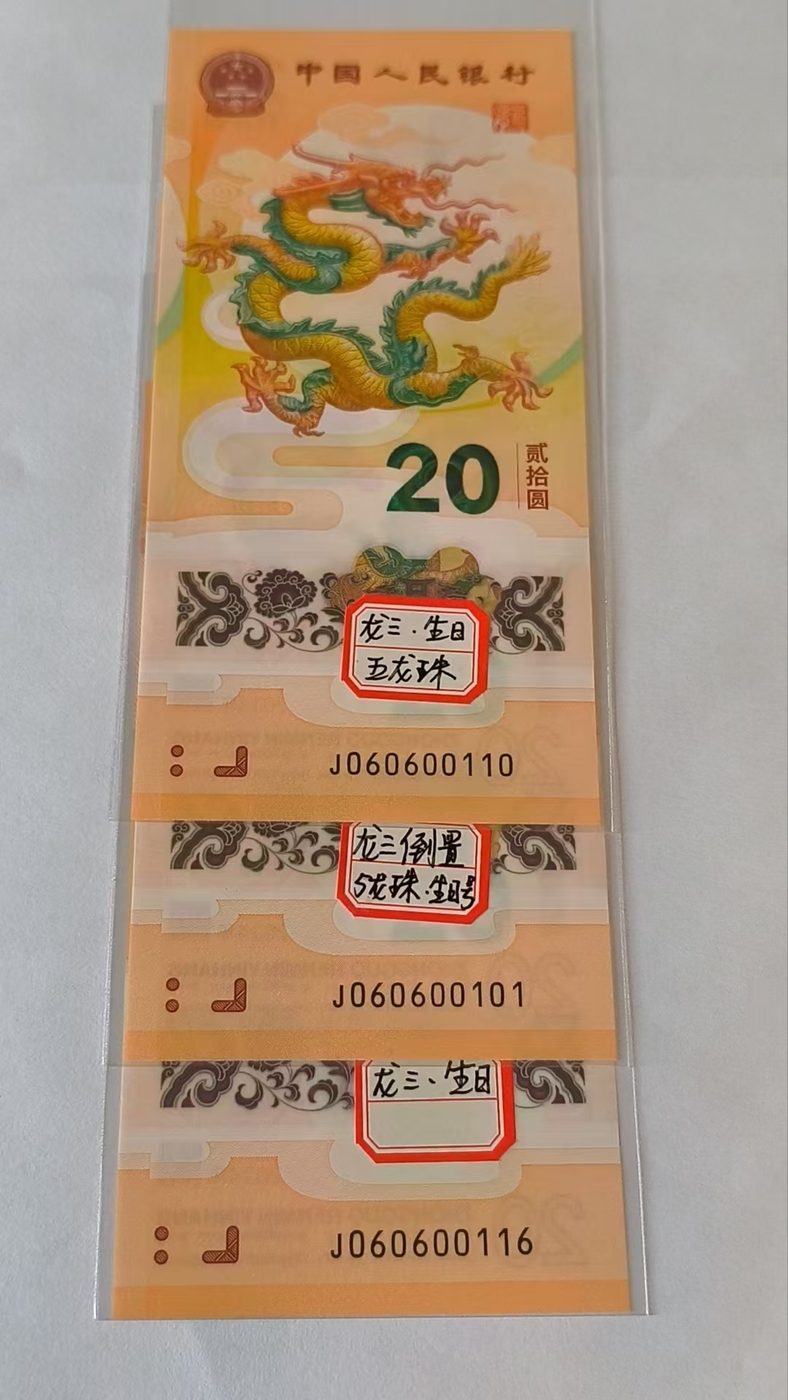 中国人民银行
20
贰拾圆
龙三·生日
五龙珠
J060600110
龙三倒置
5龙珠·生日号
J060600101
龙三、生日
J060600116